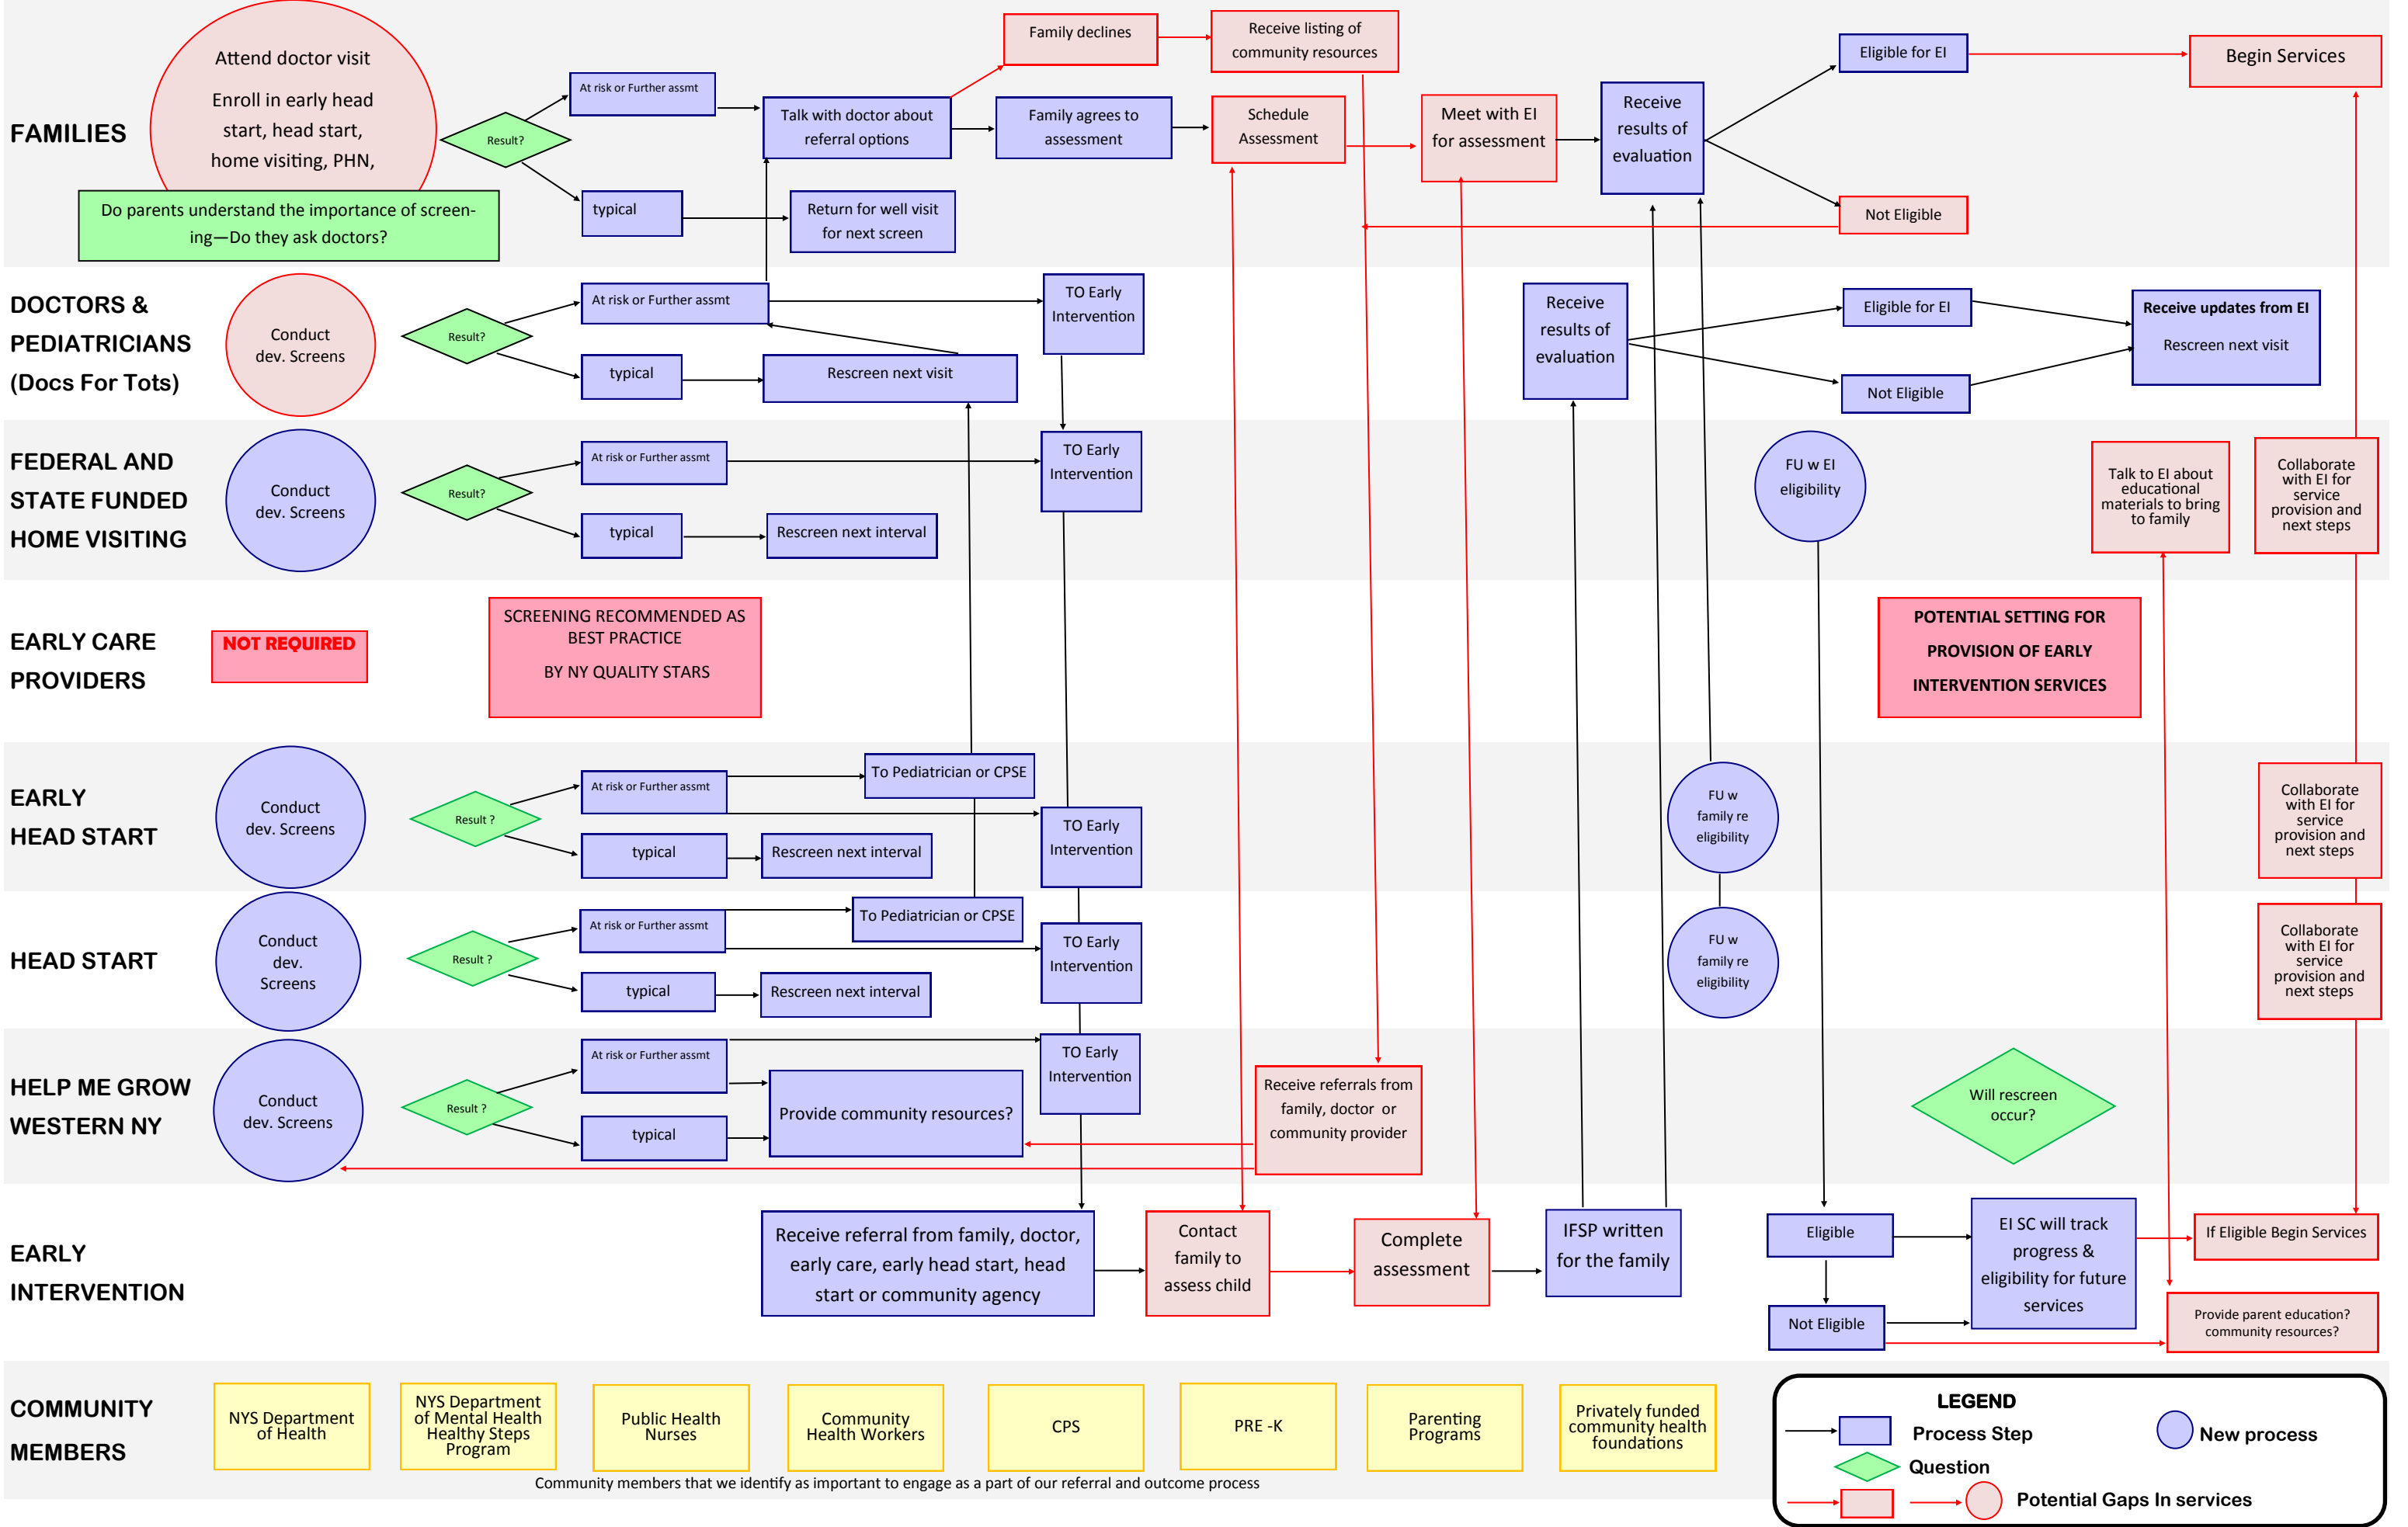 FAMILIES
Attend doctor visit
Enroll in early head
start, head start,
home visiting, PHN,
Do parents understand the importance of screen-
ing—Do they ask doctors?
Result?
At risk or Further assmt
typical
Talk with doctor about
referral options
Return for well visit
for next screen
Family declines
Family agrees to
assessment
Receive listing of
community resources
Schedule
Assessment
Meet with EI
for assessment
Receive
results of
evaluation
Eligible for EI
Not Eligible
Begin Services
DOCTORS &
PEDIATRICIANS
(Docs For Tots)
Conduct
dev. Screens
Result?
At risk or Further assmt
typical
Rescreen next visit
TO Early
Intervention
Receive
results of
evaluation
Eligible for EI
Not Eligible
Receive updates from EI
Rescreen next visit
FEDERAL AND
STATE FUNDED
HOME VISITING
Conduct
dev. Screens
Result?
At risk or Further assmt
typical
Rescreen next interval
TO Early
Intervention
FU w EI
eligibility
Talk to EI about
educational
materials to bring
to family
Collaborate
with EI for
service
provision and
next steps
EARLY CARE
PROVIDERS
NOT REQUIRED
SCREENING RECOMMENDED AS
BEST PRACTICE
BY NY QUALITY STARS
POTENTIAL SETTING FOR
PROVISION OF EARLY
INTERVENTION SERVICES
EARLY
HEAD START
Conduct
dev. Screens
Result ?
At risk or Further assmt
typical
To Pediatrician or CPSE
Rescreen next interval
TO Early
Intervention
FU w
family re
eligibility
Collaborate
with EI for
service
provision and
next steps
HEAD START
Conduct
dev.
Screens
Result ?
At risk or Further assmt
typical
To Pediatrician or CPSE
Rescreen next interval
TO Early
Intervention
FU w
family re
eligibility
Collaborate
with EI for
service
provision and
next steps
HELP ME GROW
WESTERN NY
Conduct
dev. Screens
Result ?
At risk or Further assmt
typical
Provide community resources?
TO Early
Intervention
Receive referrals from
family, doctor or
community provider
Will rescreen
occur?
EARLY
INTERVENTION
Receive referral from family, doctor,
early care, early head start, head
start or community agency
Contact
family to
assess child
Complete
assessment
IFSP written
for the family
Eligible
Not Eligible
EI SC will track
progress &
eligibility for future
services
If Eligible Begin Services
Provide parent education?
community resources?
COMMUNITY
MEMBERS
NYS Department
of Health
NYS Department
of Mental Health
Healthy Steps
Program
Public Health
Nurses
Community
Health Workers
CPS
PRE -K
Parenting
Programs
Privately funded
community health
foundations
Community members that we identify as important to engage as a part of our referral and outcome process
LEGEND
Process Step
New process
Question
Potential Gaps In services